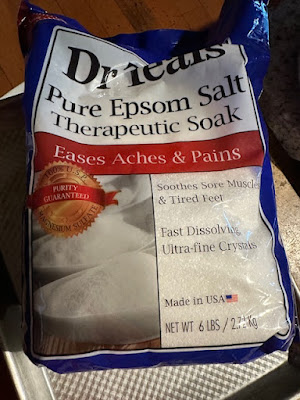 Dr Teal's
Pure Epsom Salt
Therapeutic Soak
Eases Aches & Pains
PURITY
GUARANTEED
Soothes Sore Muscles
& Tired Feet
Fast Dissolving
Ultra-fine Crystals
Made in USA
NET WT 6 LBS / 2.72 Kg